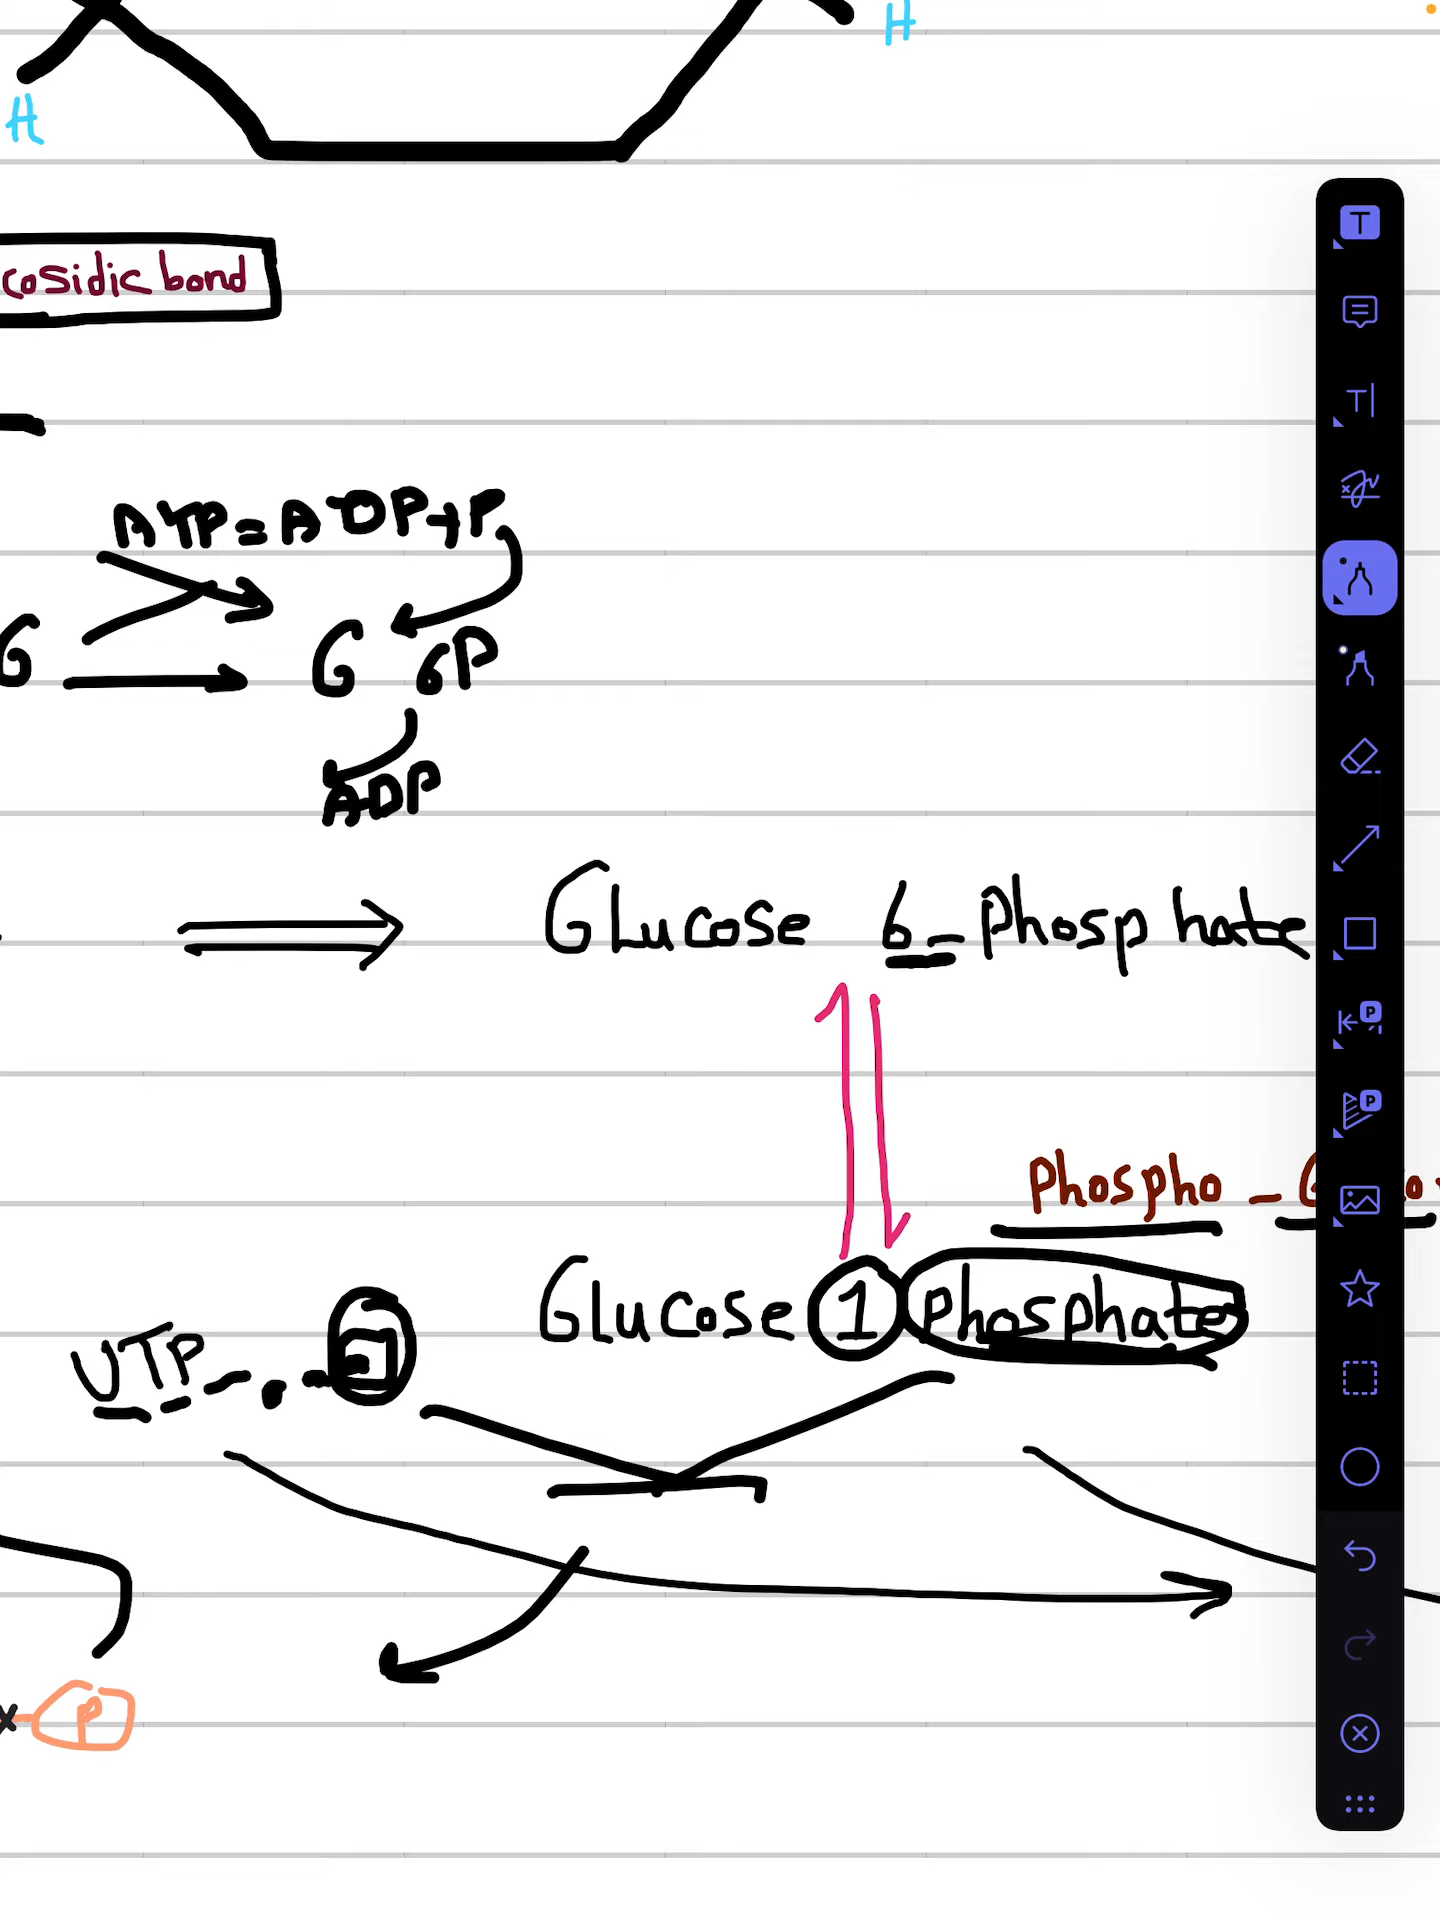 H
H
cosidic bond
ATP=ADP+P
G G 6P
ADP
Glucose 6-phosphate
Phospho -
Glucose 1 phosphate
UTP
P